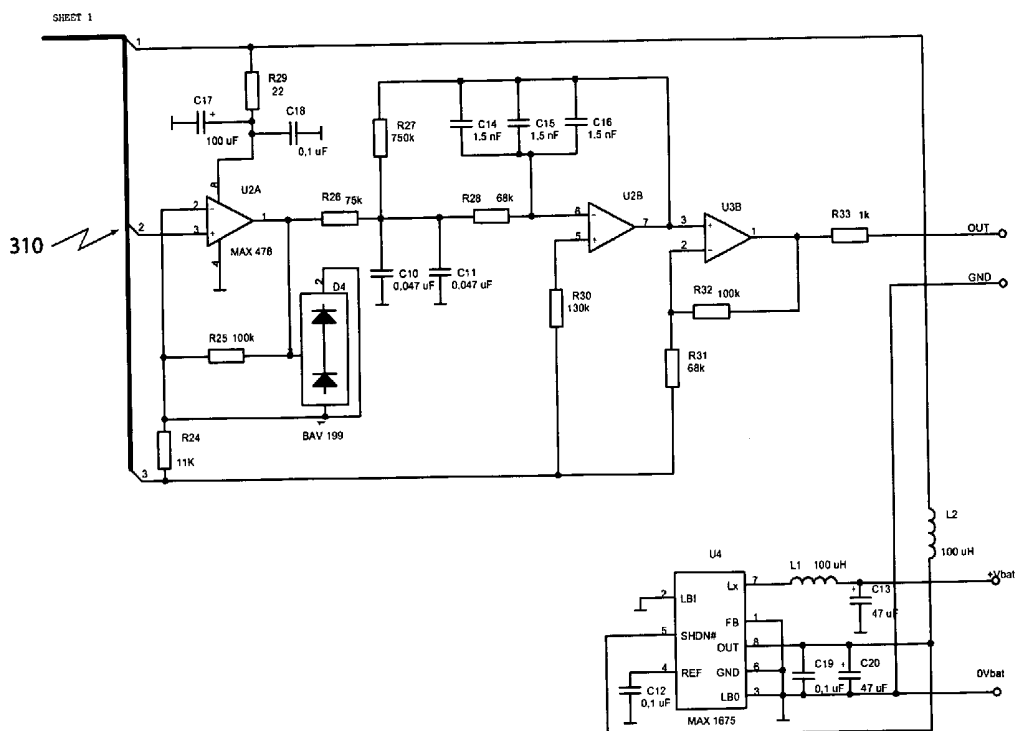 SHEET 1
1
R29
22
C17
+
100 uF
C18
0,1 uF
R27
750k
C14
1.5 nF
C15
1,5 nF
C16
1.5 nF
8
U2A
2
−
3
+
1
MAX 478
4
2
310
R26
75k
R28
68k
6
−
5
+
U2B
7
3
+
2
−
U3B
1
R33
1k
OUT
GND
C10
0,047 uF
C11
0.047 uF
2
D4
R25 100k
R30
130k
R32
100k
R31
68k
1
BAV 199
R24
11K
3
L2
100 uH
U4
L1 100 uH
+Vbat
Lx
7
+
C13
47 uF
2
LBI
FB
1
5
SHDN#
OUT
8
4
REF
GND
6
LB0
3
C19
0,1 uF
+
C20
47 uF
C12
0,1 uF
0Vbat
MAX 1675